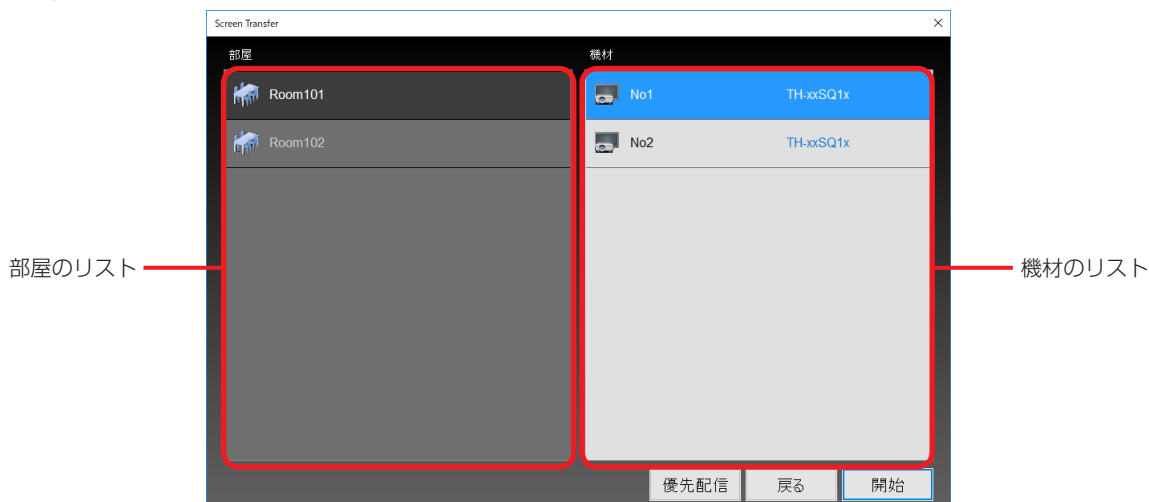 Screen Transfer
部屋
機材
Room101
No1 TH-xxSQ1x
Room102
No2 TH-xxSQ1x
部屋のリスト
機材のリスト
優先配信 戻る 開始